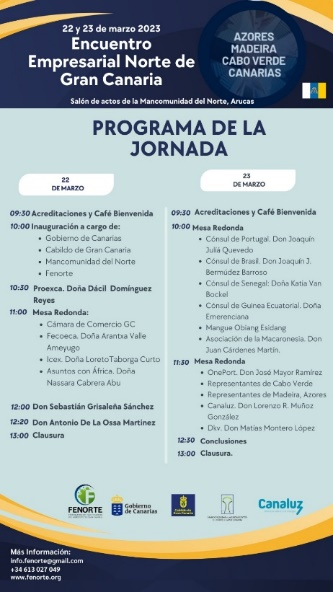 22 y 23 de marzo 2023
Encuentro
Empresarial Norte de
Gran Canaria
AZORES
MADEIRA
CABO VERDE
CANARIAS
Salón de actos de la Mancomunidad del Norte, Arucas
PROGRAMA DE LA
JORNADA
22
DE MARZO
09:30 Acreditaciones y Café Bienvenida
10:00 Inauguración a cargo de:
• Gobierno de Canarias
• Cabildo de Gran Canaria
• Mancomunidad del Norte
• Fenorte
10:30 Proexca. Doña Dácil Domínguez
Reyes
11:00 Mesa Redonda:
• Cámara de Comercio GC
• Fecoeca. Doña Arantxa Valle
Ameyugo
• Icex. Doña Loreto Taborga Curto
• Asuntos con África. Doña
Nassara Cabrera Abu
12:00 Don Sebastián Grisaleña Sánchez
12:20 Don Antonio De La Ossa Martinez
13:00 Clausura
23
DE MARZO
09:30 Acreditaciones y Café Bienvenida
10:00 Mesa Redonda
• Cónsul de Portugal. Don Joaquín
Juliá Quevedo
• Cónsul de Brasil. Don Joaquín J.
Bermúdez Barroso
• Cónsul de Senegal: Doña Katia Van
Bockel
• Cónsul de Guinea Ecuatorial. Doña
Emerenciana
• Mangue Obiang Esidang
• Asociación de la Macaronesia. Don
Juan Cárdenes Martín.
11:30 Mesa Redonda
• OnePort. Don José Mayor Ramírez
• Representantes de Cabo Verde
• Representantes de Madeira, Azores
• Canaluz. Don Lorenzo R. Muñoz
González
• Dkv. Don Matías Montero López
12:30 Conclusiones
13:00 Clausura.
FENORTE
Gobierno
de Canarias
Cabildo de
Gran Canaria
Canaluz
Más Información:
info.fenorte@gmail.com
+34 613 027 049
www.fenorte.org